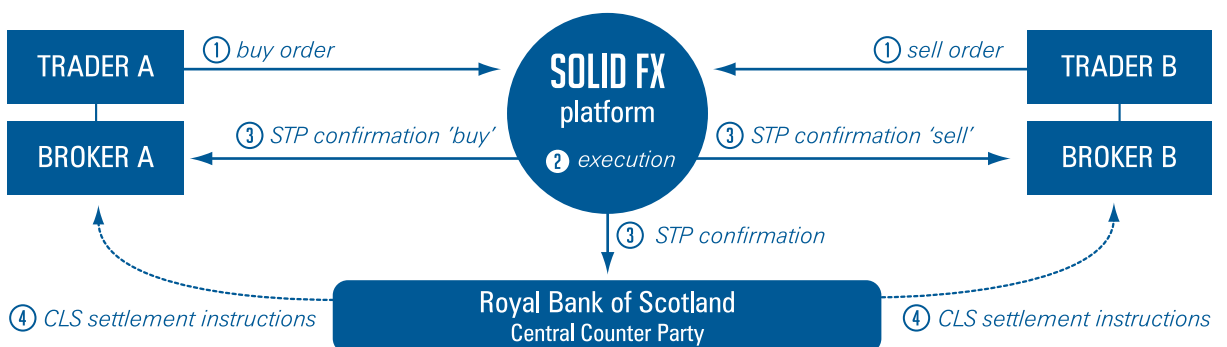 ① buy order
① sell order
TRADER A
SOLID FX
TRADER B
platform
③ STP confirmation 'buy'
③ STP confirmation 'sell'
BROKER A
② execution
BROKER B
③ STP confirmation
Royal Bank of Scotland
④ CLS settlement instructions
④ CLS settlement instructions
Central Counter Party